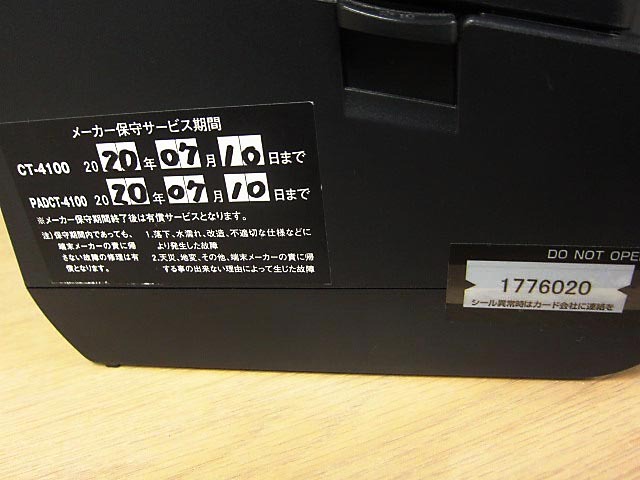 メーカー保守サービス期間
CT-4100 2020年07月10日まで
PADCT-4100 2020年07月10日まで
※メーカー保守期間終了後は有償サービスとなります。
注)保守期間内であっても、
端末メーカーの責に帰
さない故障の修理は有
償となります。
1.落下、水濡れ、改造、不適切な仕様などに
より発生した故障
2.天災、地変、その他、端末メーカーの責に帰
する事の出来ない理由によって生じた故障
DO NOT OPE
1776020
シール異常時はカード会社に連絡を